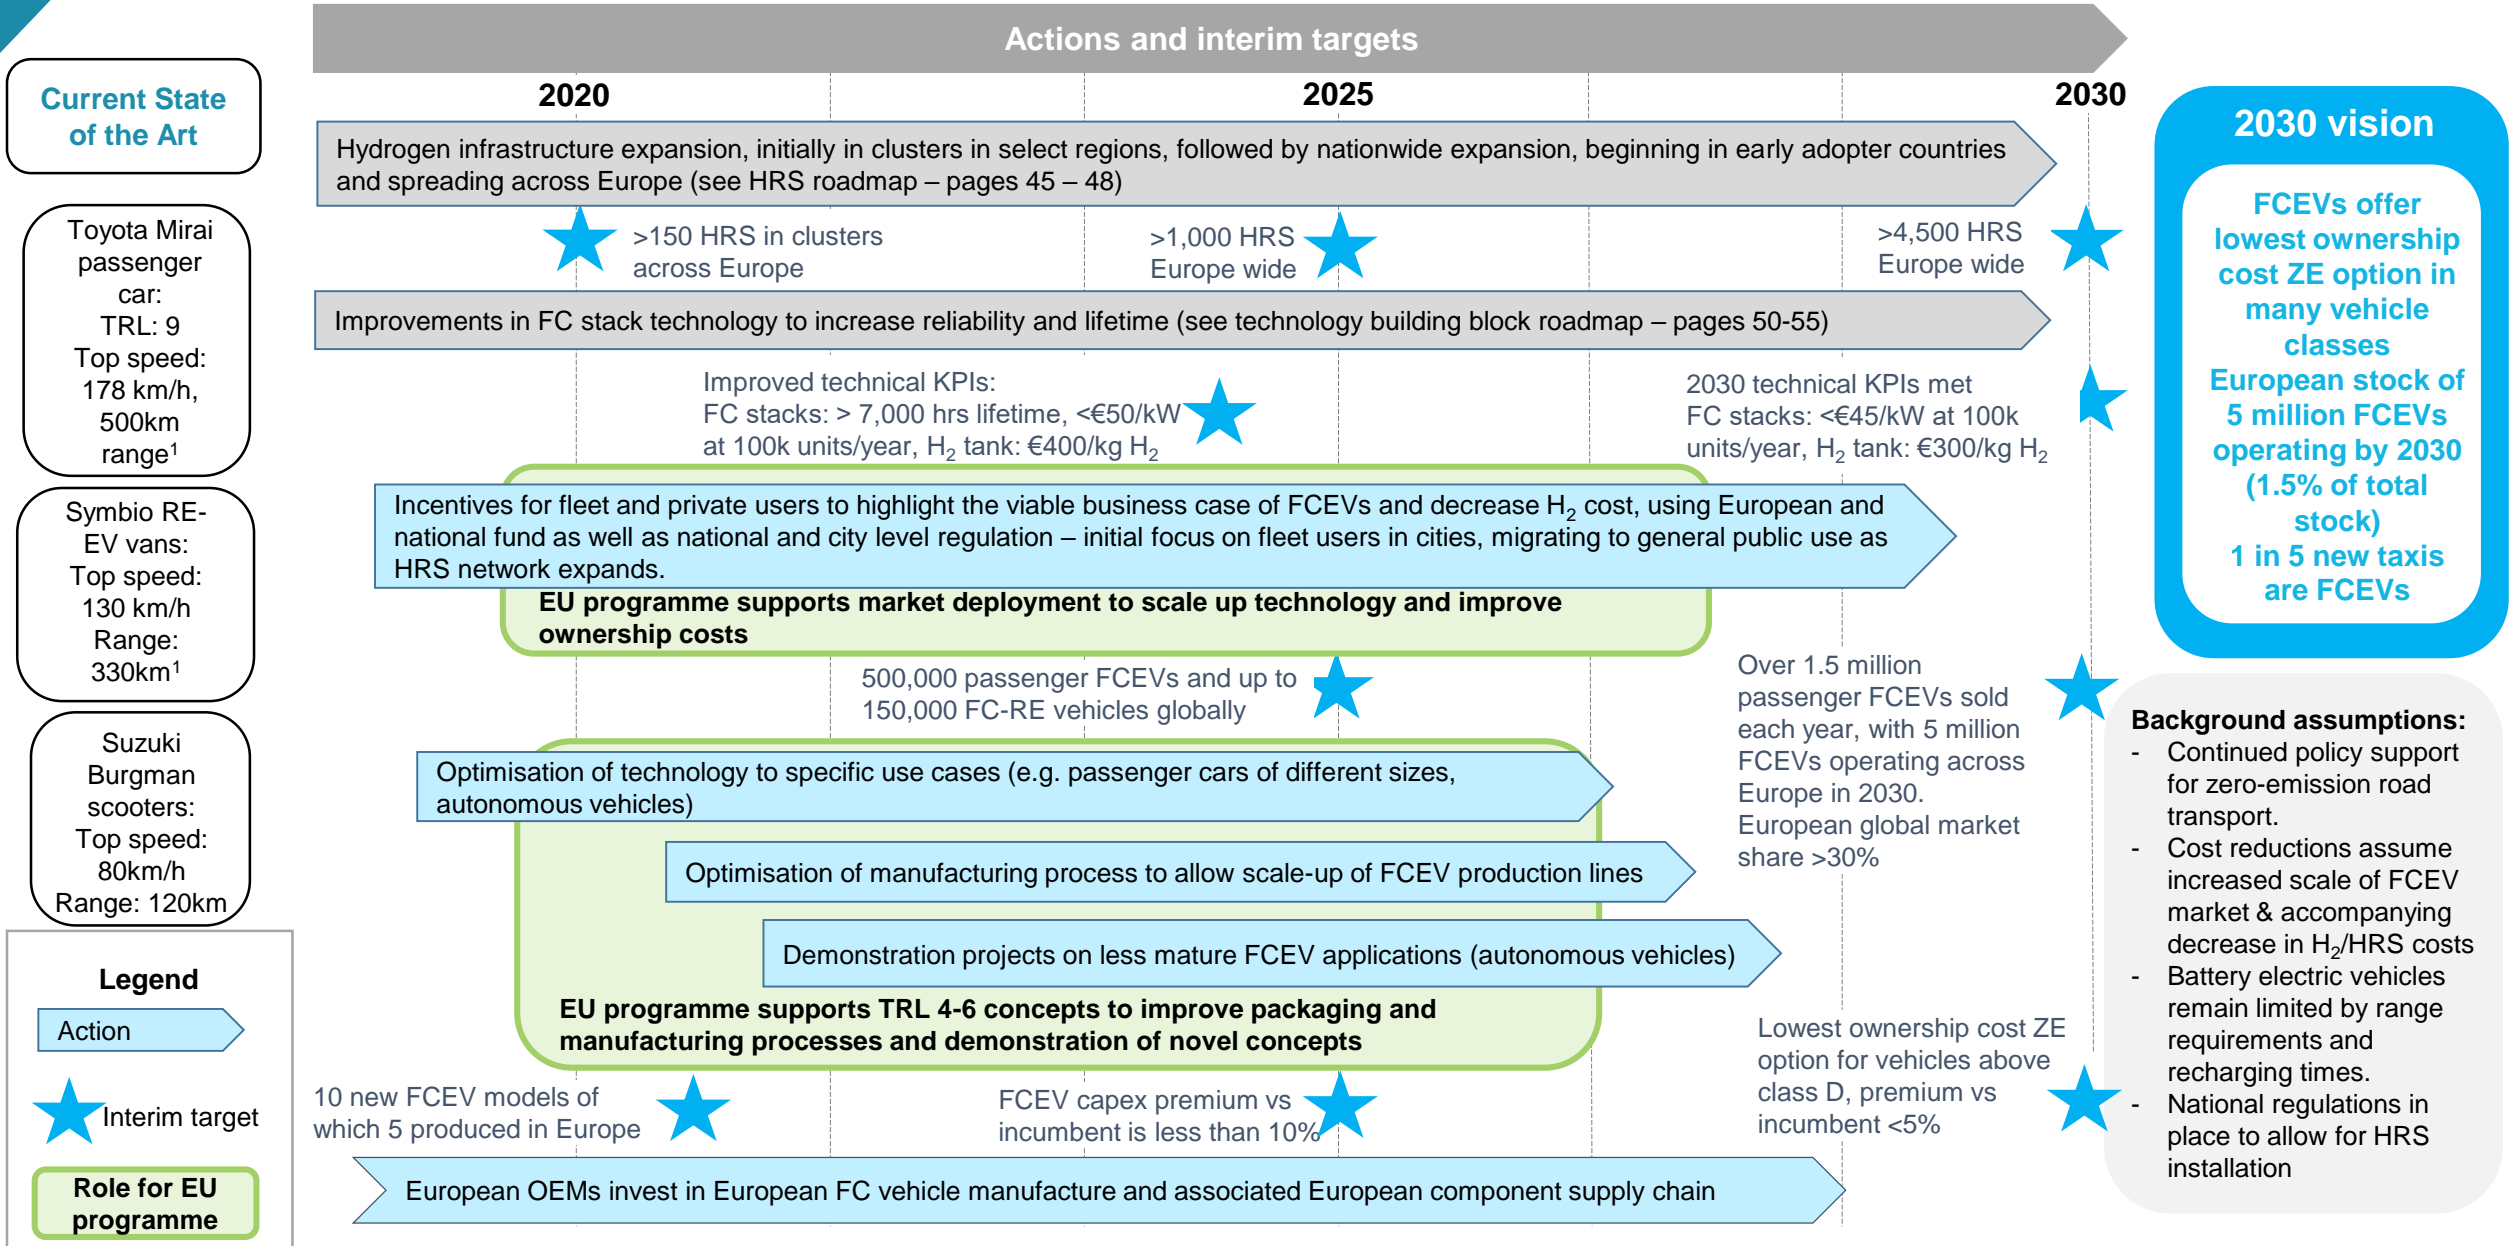 Actions and interim targets
2020
2025
2030
Current State
of the Art
Toyota Mirai
passenger
car:
TRL: 9
Top speed:
178 km/h,
500km
range¹
Symbio RE-
EV vans:
Top speed:
130 km/h
Range:
330km¹
Suzuki
Burgman
scooters:
Top speed:
80km/h
Range: 120km
Legend
Action
Interim target
Role for EU
programme
Hydrogen infrastructure expansion, initially in clusters in select regions, followed by nationwide expansion, beginning in early adopter countries
and spreading across Europe (see HRS roadmap – pages 45 – 48)
>150 HRS in clusters
across Europe
>1,000 HRS
Europe wide
>4,500 HRS
Europe wide
Improvements in FC stack technology to increase reliability and lifetime (see technology building block roadmap – pages 50-55)
Improved technical KPIs:
FC stacks: > 7,000 hrs lifetime, <€50/kW
at 100k units/year, H₂ tank: €400/kg H₂
2030 technical KPIs met
FC stacks: <€45/kW at 100k
units/year, H₂ tank: €300/kg H₂
Incentives for fleet and private users to highlight the viable business case of FCEVs and decrease H₂ cost, using European and
national fund as well as national and city level regulation – initial focus on fleet users in cities, migrating to general public use as
HRS network expands.
EU programme supports market deployment to scale up technology and improve
ownership costs
500,000 passenger FCEVs and up to
150,000 FC-RE vehicles globally
Over 1.5 million
passenger FCEVs sold
each year, with 5 million
FCEVs operating across
Europe in 2030.
European global market
share >30%
Optimisation of technology to specific use cases (e.g. passenger cars of different sizes,
autonomous vehicles)
Optimisation of manufacturing process to allow scale-up of FCEV production lines
Demonstration projects on less mature FCEV applications (autonomous vehicles)
EU programme supports TRL 4-6 concepts to improve packaging and
manufacturing processes and demonstration of novel concepts
10 new FCEV models of
which 5 produced in Europe
FCEV capex premium vs
incumbent is less than 10%
Lowest ownership cost ZE
option for vehicles above
class D, premium vs
incumbent <5%
European OEMs invest in European FC vehicle manufacture and associated European component supply chain
2030 vision
FCEVs offer
lowest ownership
cost ZE option in
many vehicle
classes
European stock of
5 million FCEVs
operating by 2030
(1.5% of total
stock)
1 in 5 new taxis
are FCEVs
Background assumptions:
- Continued policy support
for zero-emission road
transport.
- Cost reductions assume
increased scale of FCEV
market & accompanying
decrease in H₂/HRS costs
- Battery electric vehicles
remain limited by range
requirements and
recharging times.
- National regulations in
place to allow for HRS
installation